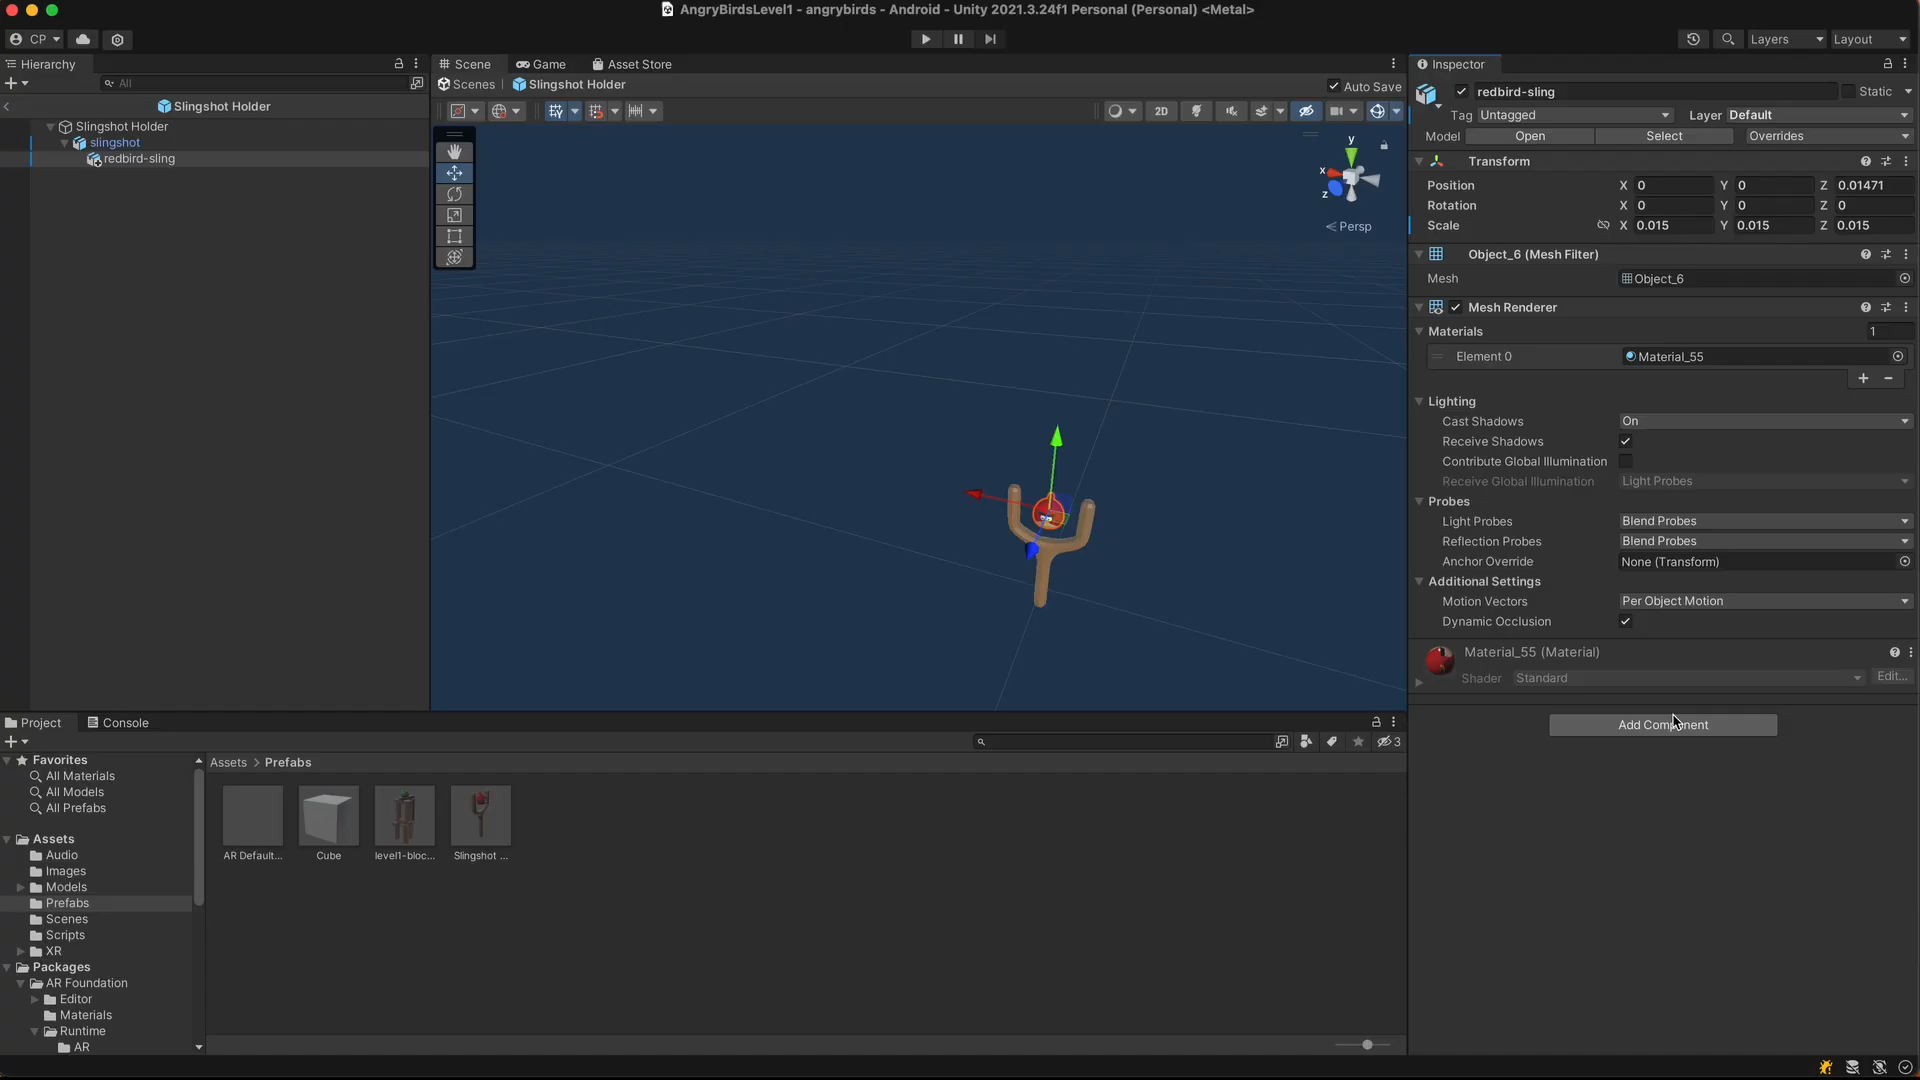 AngryBirdsLevel1 - angrybirds - Android - Unity 2021.3.24f1 Personal (Personal) <Metal>
CP
Layers
Layout
Hierarchy
All
Slingshot Holder
Slingshot Holder
slingshot
redbird-sling
Scene
Game
Asset Store
Scenes
Slingshot Holder
Auto Save
2D
y
x
z
Persp
Inspector
redbird-sling
Static
Tag Untagged
Layer Default
Model Open Select Overrides
Transform
Position X 0 Y 0 Z 0.01471
Rotation X 0 Y 0 Z 0
Scale X 0.015 Y 0.015 Z 0.015
Object_6 (Mesh Filter)
Mesh Object_6
Mesh Renderer
Materials 1
Element 0 Material_55
Lighting
Cast Shadows On
Receive Shadows
Contribute Global Illumination
Receive Global Illumination Light Probes
Probes
Light Probes Blend Probes
Reflection Probes Blend Probes
Anchor Override None (Transform)
Additional Settings
Motion Vectors Per Object Motion
Dynamic Occlusion
Material_55 (Material)
Shader Standard Edit...
Add Component
Project
Console
3
Favorites
All Materials
All Models
All Prefabs
Assets
Audio
Images
Models
Prefabs
Scenes
Scripts
XR
Packages
AR Foundation
Editor
Materials
Runtime
AR
Assets > Prefabs
AR Default...
Cube
level1-bloc...
Slingshot ...